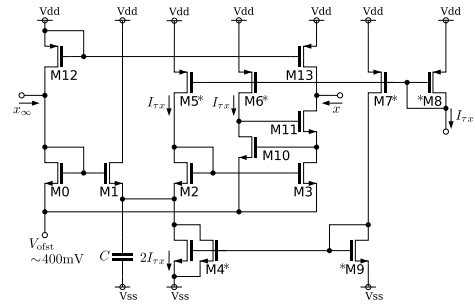 Vdd Vdd Vdd Vdd Vdd Vdd
M12 M13
M5* M6* M7* *M8
x∞ Iτx Iτx x Iτx
M11
M10
M0 M1 M2 M3
Vofst
~400mV
C 2Iτx M4* *M9
Vss Vss Vss